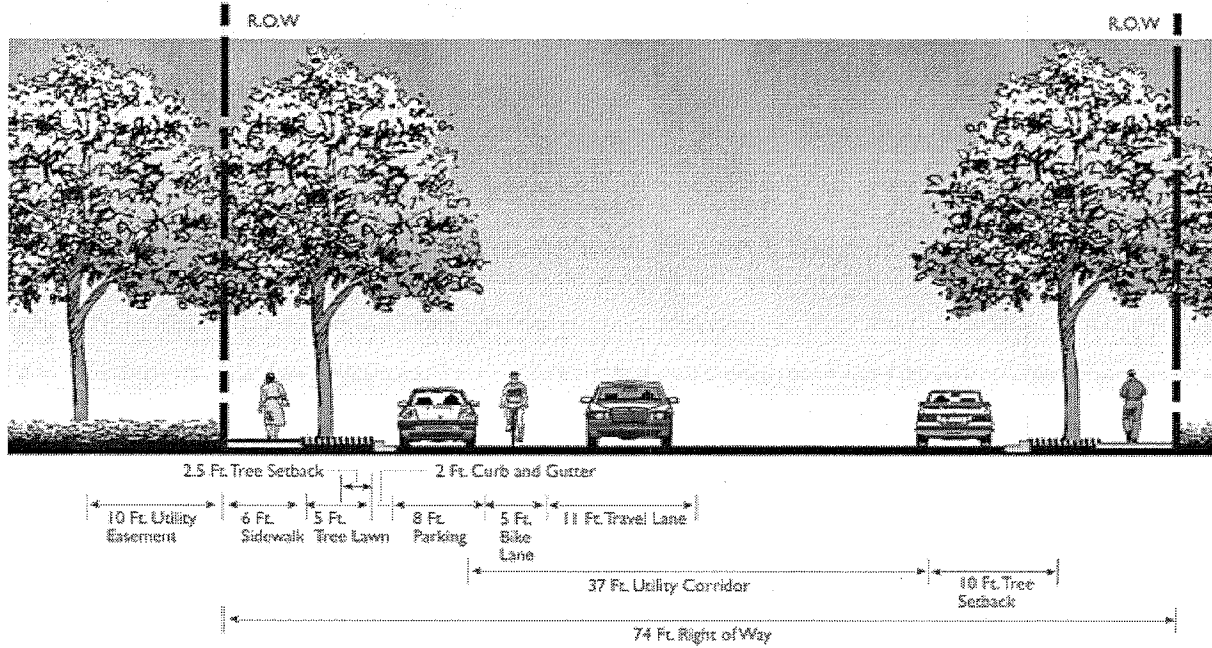 R.O.W
R.O.W
2.5 Ft. Tree Setback
2 Ft. Curb and Gutter
10 Ft. Utility
Easement
6 Ft.
Sidewalk
5 Ft.
Tree Lawn
8 Ft.
Parking
5 Ft.
Bike
Lane
11 Ft. Travel Lane
37 Ft. Utility Corridor
10 Ft. Tree
Setback
74 Ft. Right of Way